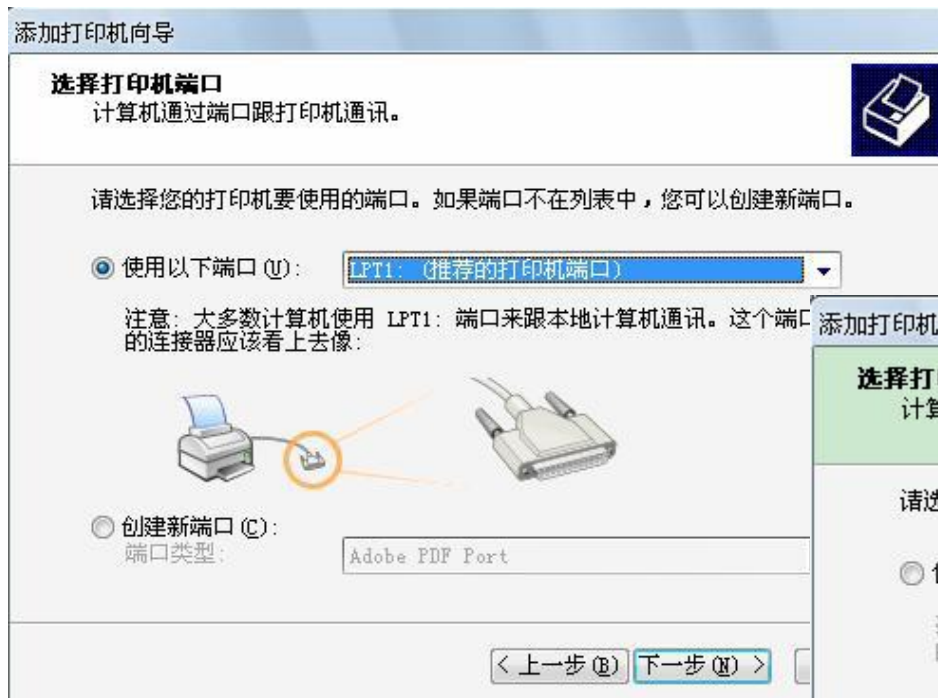 添加打印机向导
选择打印机端口
计算机通过端口跟打印机通讯。
请选择您的打印机要使用的端口。如果端口不在列表中，您可以创建新端口。
使用以下端口(U):
LPT1: (推荐的打印机端口)
注意: 大多数计算机使用 LPT1: 端口来跟本地计算机通讯。这个端口
的连接器应该看上去像:
创建新端口(C):
端口类型:
Adobe PDF Port
< 上一步(B)
下一步(N) >
添加打印机
选择打
计算
请选